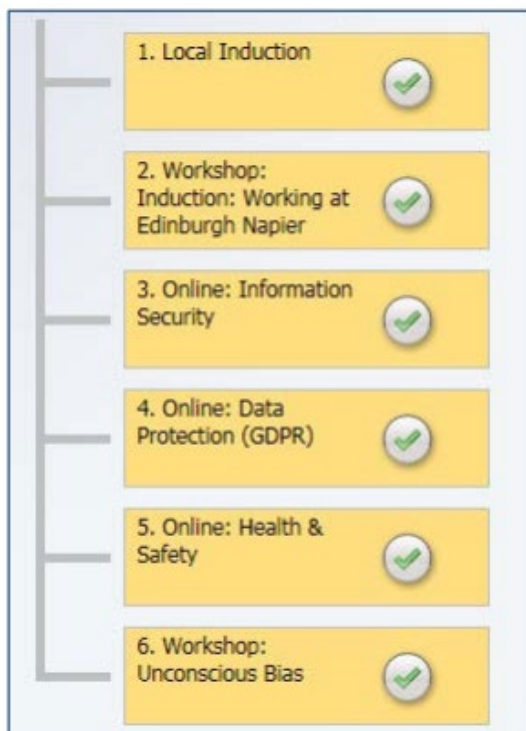 1. Local Induction
2. Workshop:
Induction: Working at
Edinburgh Napier
3. Online: Information
Security
4. Online: Data
Protection (GDPR)
5. Online: Health &
Safety
6. Workshop:
Unconscious Bias